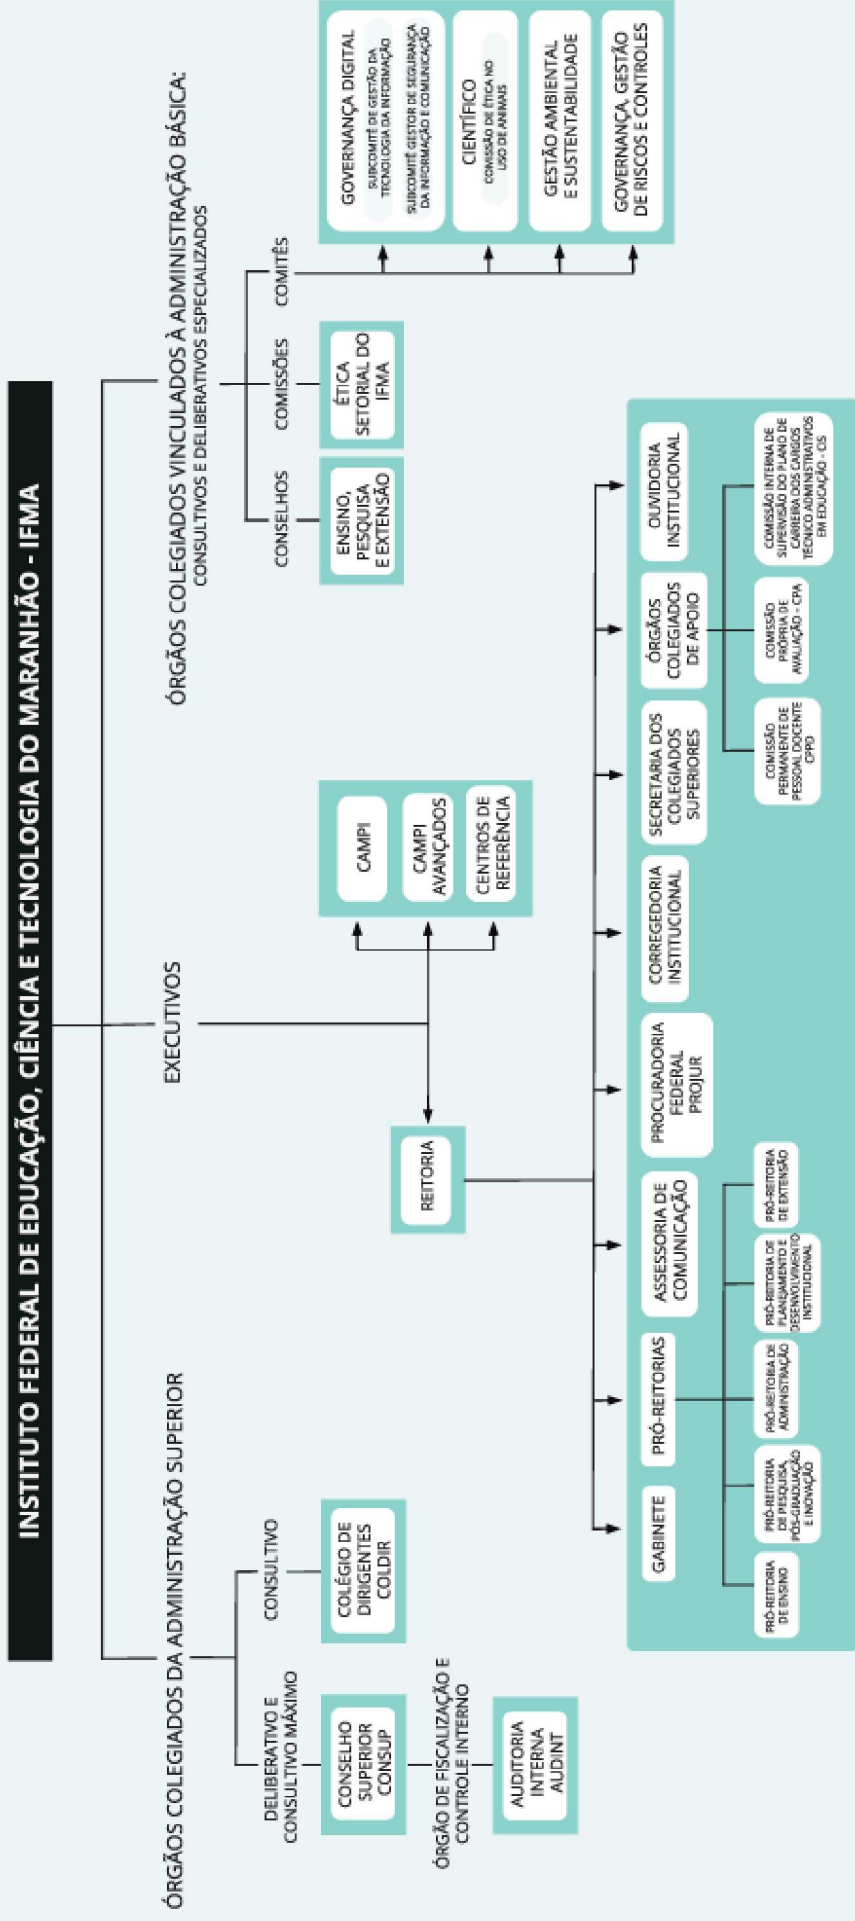 INSTITUTO FEDERAL DE EDUCAÇÃO, CIÊNCIA E TECNOLOGIA DO MARANHÃO - IFMA
ÓRGÃOS COLEGIADOS DA ADMINISTRAÇÃO SUPERIOR
DELIBERATIVO E
CONSULTIVO MÁXIMO
CONSELHO
SUPERIOR
CONSUP
ÓRGÃO DE FISCALIZAÇÃO E
CONTROLE INTERNO
AUDITORIA
INTERNA
AUDINT
CONSULTIVO
COLÉGIO DE
DIRIGENTES
COLDIR
EXECUTIVOS
REITORIA
CAMPI
CAMPI
AVANÇADOS
CENTROS DE
REFERÊNCIA
ÓRGÃOS COLEGIADOS VINCULADOS À ADMINISTRAÇÃO BÁSICA:
CONSULTIVOS E DELIBERATIVOS ESPECIALIZADOS
CONSELHOS
ENSINO,
PESQUISA
E EXTENSÃO
COMISSÕES
ÉTICA
SETORIAL DO
IFMA
COMITÊS
GOVERNANÇA DIGITAL
SUBCOMITÊ DE GESTÃO DA
TECNOLOGIA DA INFORMAÇÃO
SUBCOMITÊ GESTOR DE SEGURANÇA
DA INFORMAÇÃO E COMUNICAÇÃO
CIENTÍFICO
COMISSÃO DE ÉTICA NO
USO DE ANIMAIS
GESTÃO AMBIENTAL
E SUSTENTABILIDADE
GOVERNANÇA, GESTÃO
DE RISCOS E CONTROLES
GABINETE
PRÓ-REITORIAS
PRÓ-REITORIA
DE ENSINO
PRÓ-REITORIA
DE PESQUISA,
PÓS-GRADUAÇÃO
E INOVAÇÃO
PRÓ-REITORIA DE
ADMINISTRAÇÃO
PRÓ-REITORIA DE
PLANEJAMENTO E
DESENVOLVIMENTO
INSTITUCIONAL
PRÓ-REITORIA
DE EXTENSÃO
ASSESSORIA DE
COMUNICAÇÃO
PROCURADORIA
FEDERAL
PROJUR
CORREGEDORIA
INSTITUCIONAL
SECRETARIA DOS
COLEGIADOS
SUPERIORES
ÓRGÃOS
COLEGIADOS
DE APOIO
COMISSÃO
PERMANENTE DE
PESSOAL DOCENTE
CPPD
COMISSÃO
PRÓPRIA DE
AVALIAÇÃO - CPA
COMISSÃO INTERNA DE
SUPERVISÃO DO PLANO DE
CARREIRA DOS CARGOS
TÉCNICO ADMINISTRATIVOS
EM EDUCAÇÃO - CIS
OUVIDORIA
INSTITUCIONAL